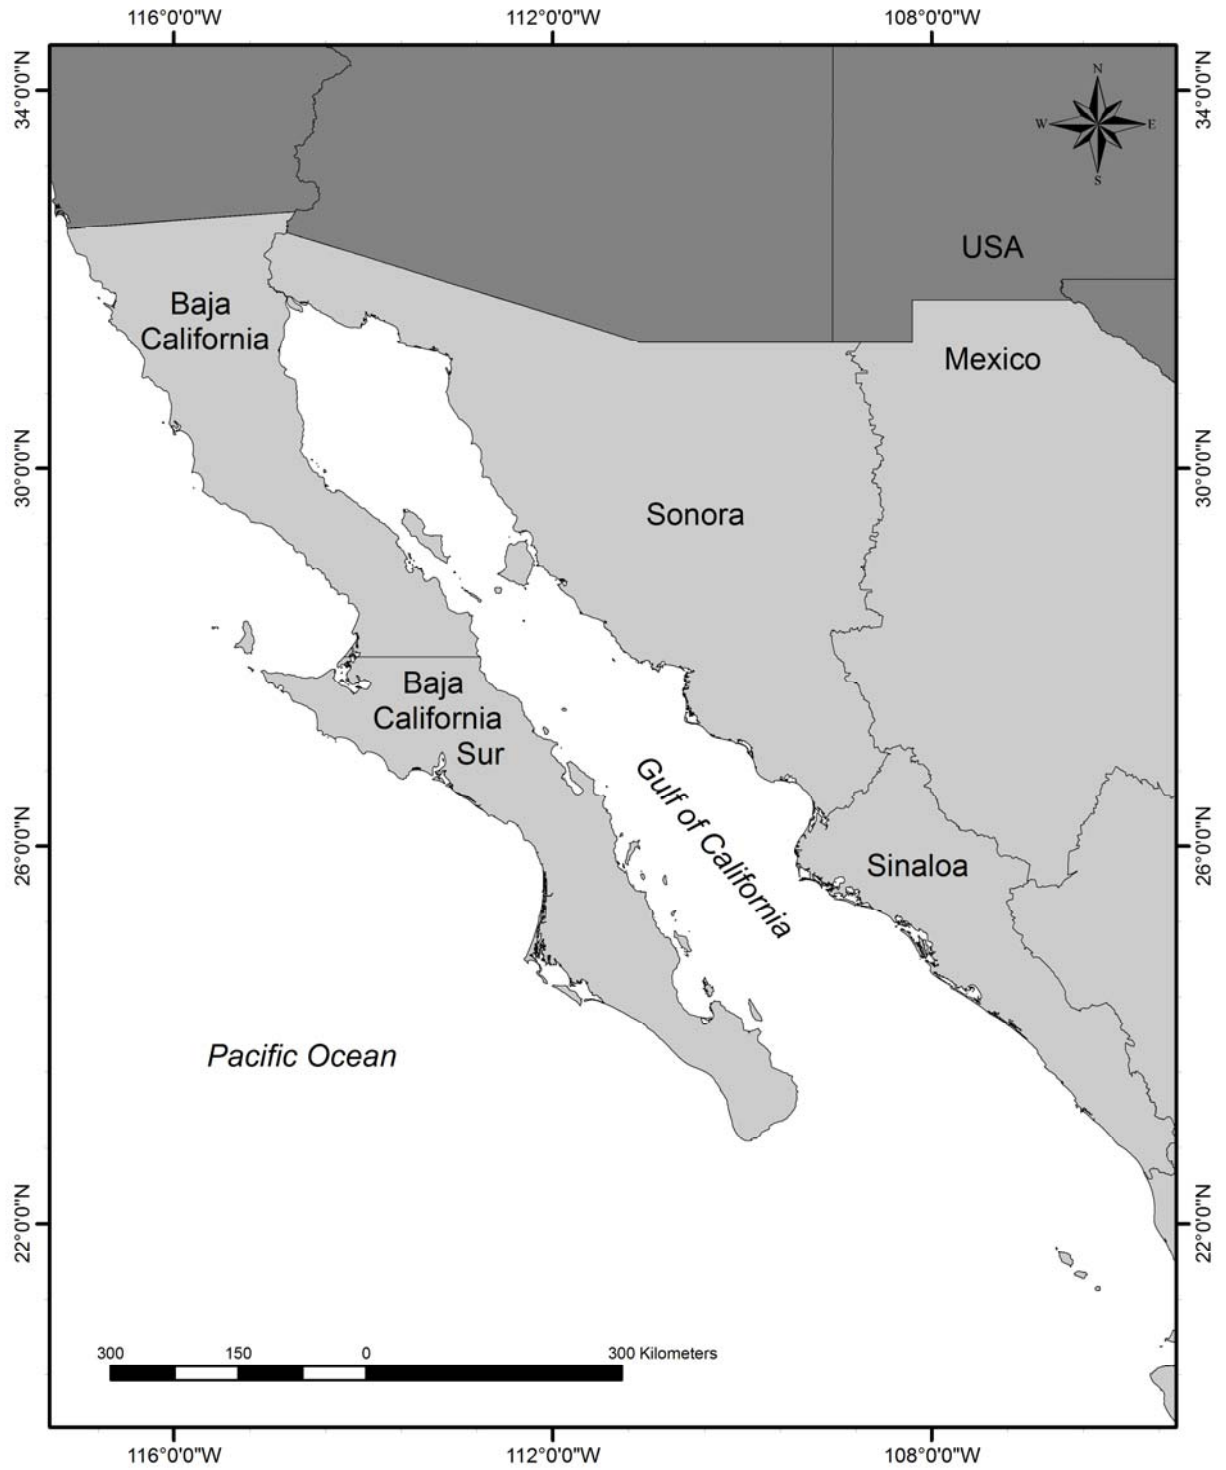 116°0'0"W 112°0'0"W 108°0'0"W
34°0'0"N 34°0'0"N
N
W E
S
USA
Baja
California
Mexico
30°0'0"N 30°0'0"N
Sonora
Baja
California
Sur
Gulf of California
26°0'0"N 26°0'0"N
Sinaloa
Pacific Ocean
22°0'0"N 22°0'0"N
300 150 0 300 Kilometers
116°0'0"W 112°0'0"W 108°0'0"W